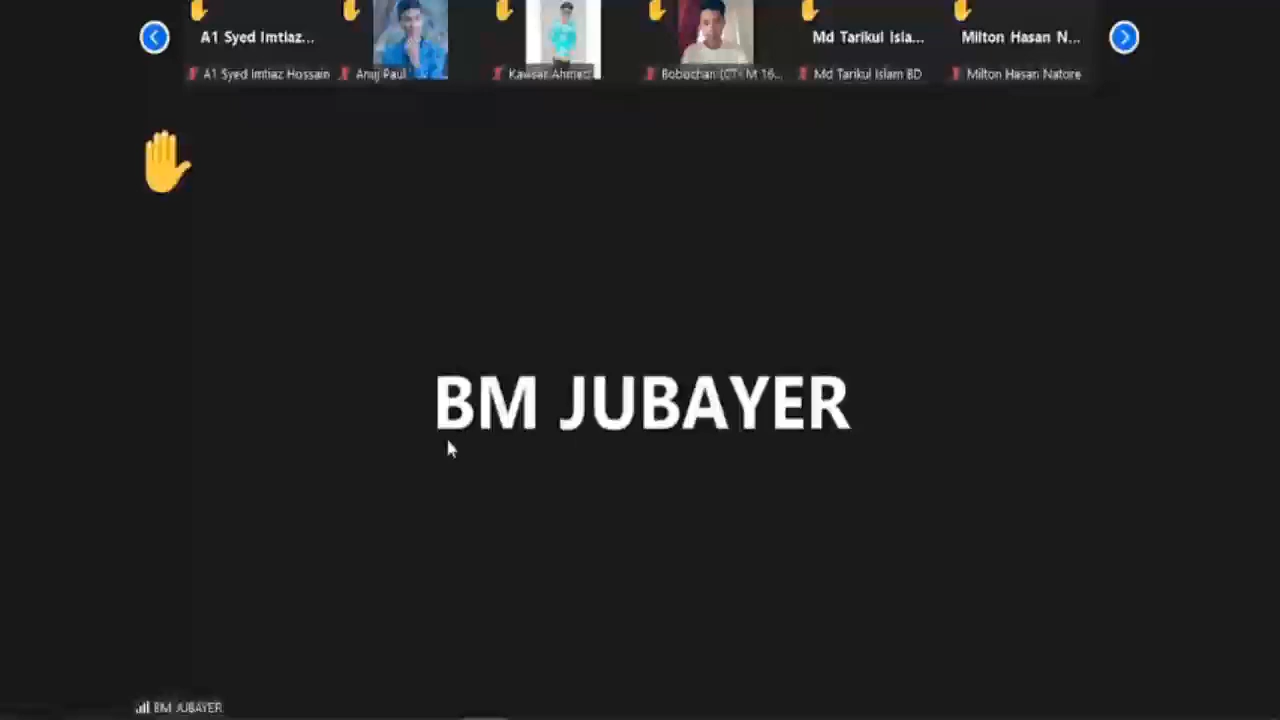 A1 Syed Imtiaz...
Md Tarikul Isla...
Milton Hasan N...
A1 Syed Imtiaz Hossain
Anuj Paul
Kawsar Ahmed
Md Tarikul Islam BD
Milton Hasan Natore
BM JUBAYER
BM JUBAYER